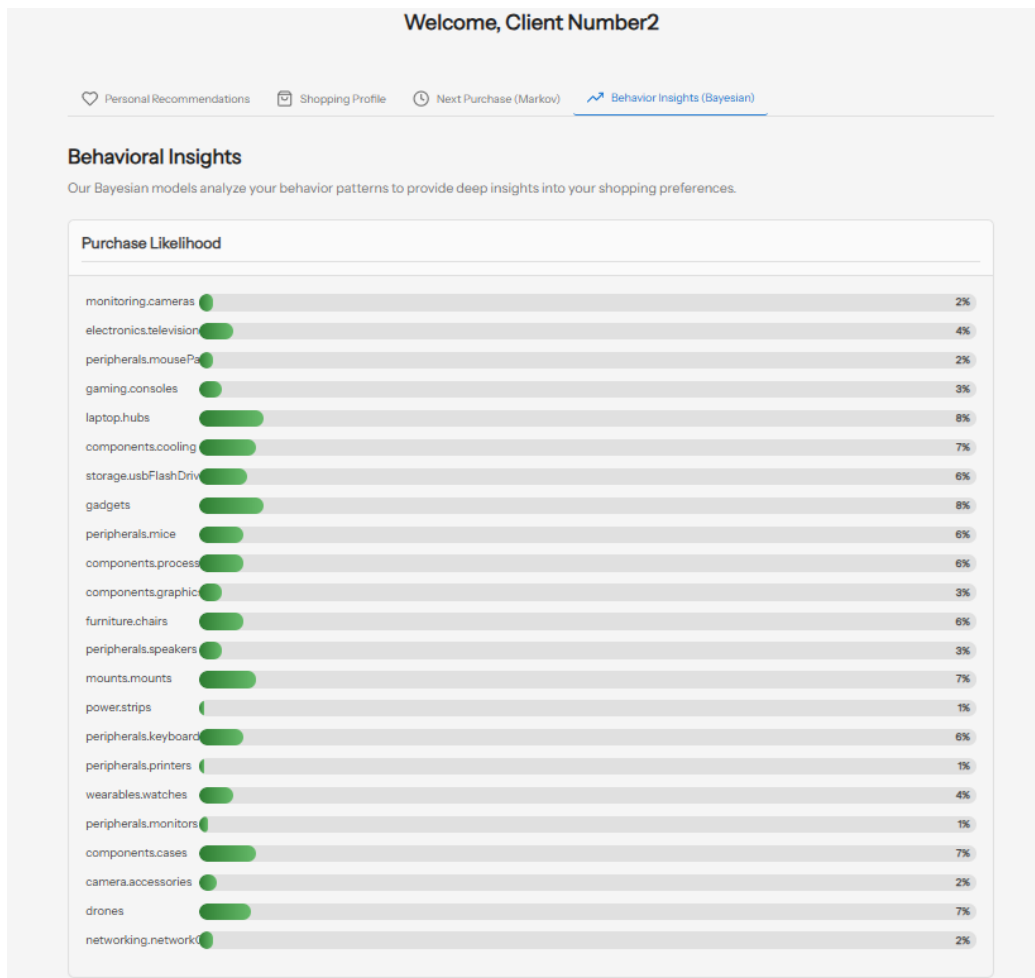 Welcome, Client Number2
Personal Recommendations Shopping Profile Next Purchase (Markov) Behavior Insights (Bayesian)
Behavioral Insights
Our Bayesian models analyze your behavior patterns to provide deep insights into your shopping preferences.
Purchase Likelihood
monitoring.cameras 2%
electronics.television 4%
peripherals.mousePa 2%
gaming.consoles 3%
laptop.hubs 8%
components.cooling 7%
storage.usbFlashDriv 6%
gadgets 8%
peripherals.mice 6%
components.process 6%
components.graphic 3%
furniture.chairs 6%
peripherals.speakers 3%
mounts.mounts 7%
power.strips 1%
peripherals.keyboard 6%
peripherals.printers 1%
wearables.watches 4%
peripherals.monitors 1%
components.cases 7%
camera.accessories 2%
drones 7%
networking.network 2%